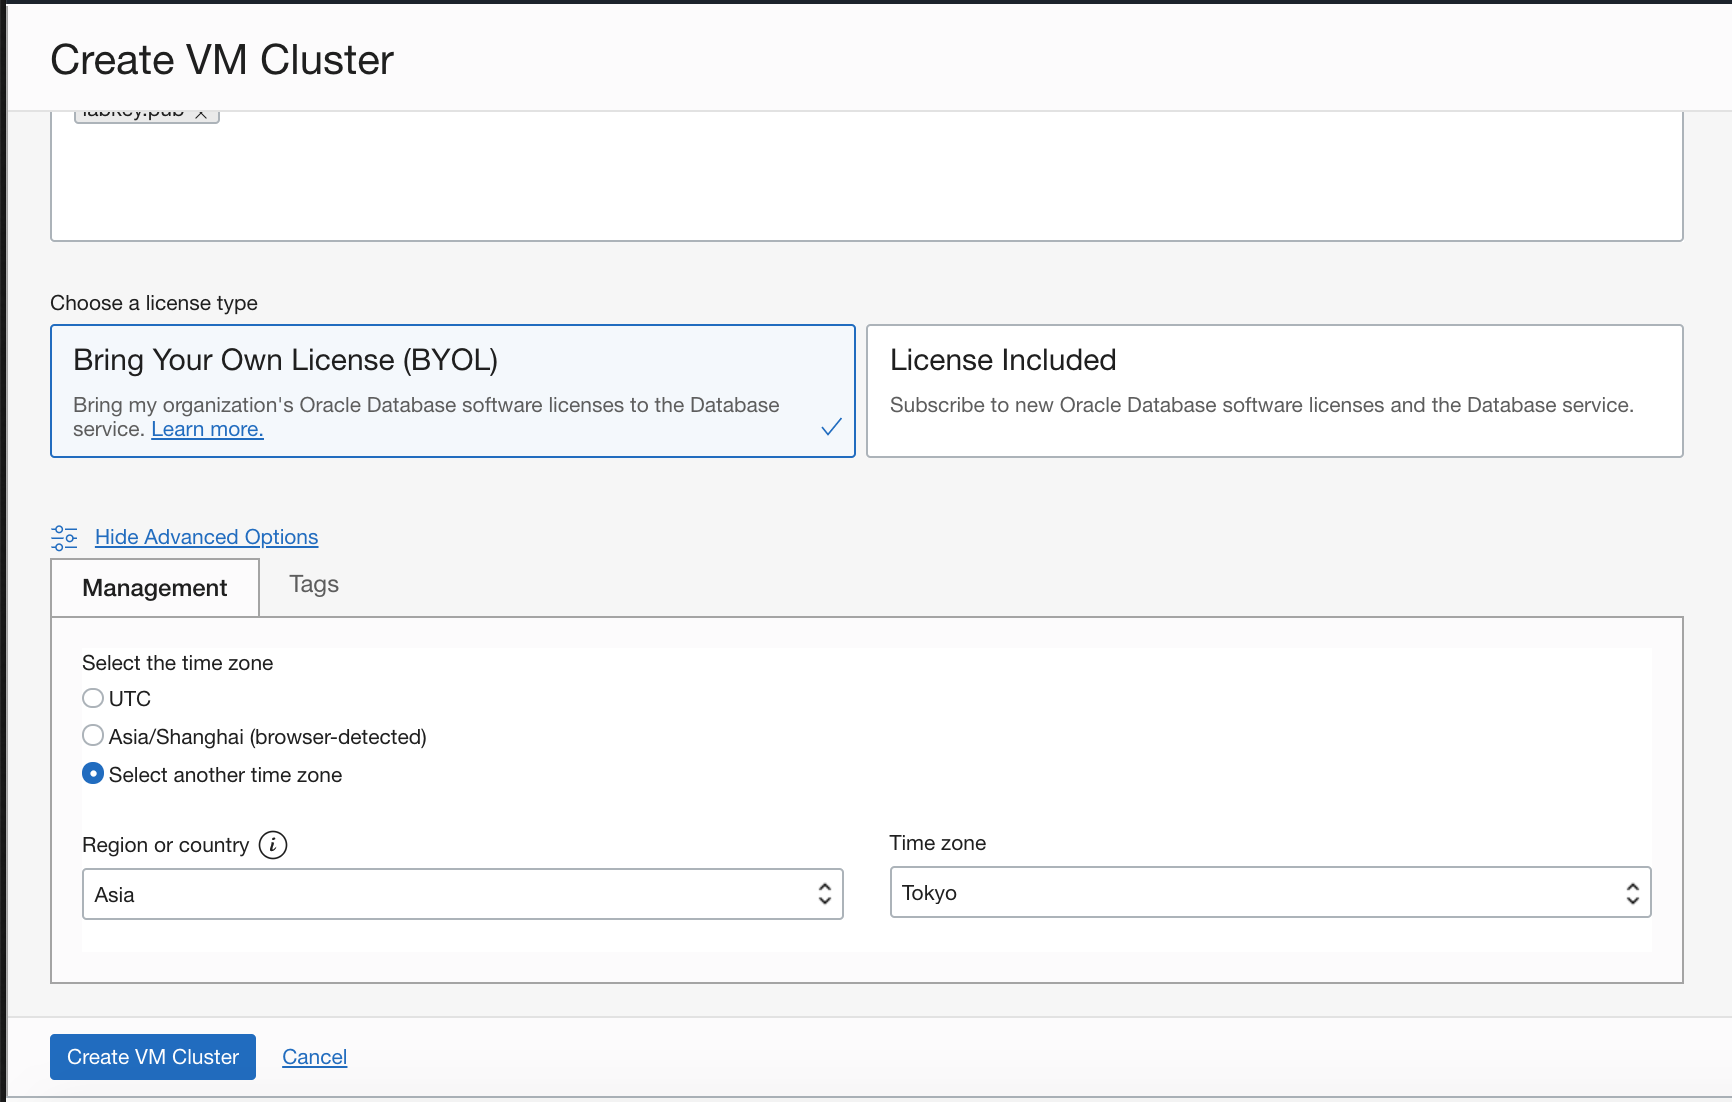 Create VM Cluster
labkey.pub
Choose a license type
Bring Your Own License (BYOL)
Bring my organization's Oracle Database software licenses to the Database
service. Learn more.
License Included
Subscribe to new Oracle Database software licenses and the Database service.
Hide Advanced Options
Management
Tags
Select the time zone
UTC
Asia/Shanghai (browser-detected)
Select another time zone
Region or country
Asia
Time zone
Tokyo
Create VM Cluster
Cancel